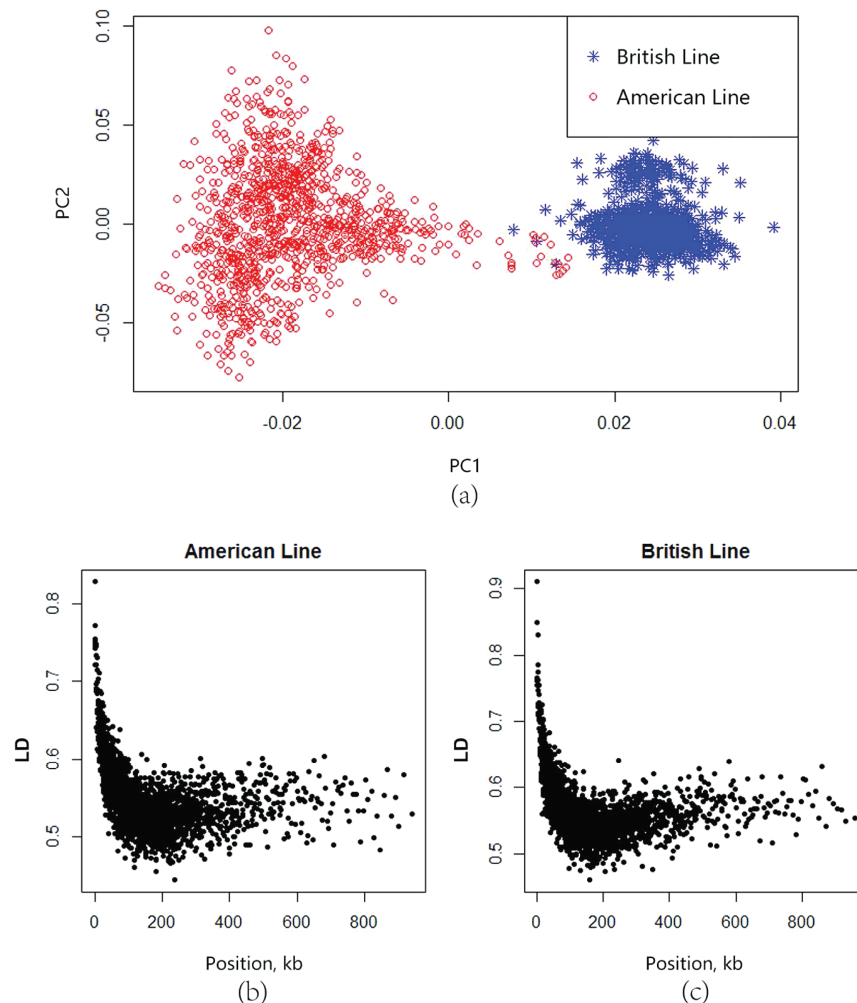 0.10
0.05
0.00
-0.05
PC2
British Line
American Line
-0.02
0.00
0.02
0.04
PC1
(a)
American Line
0.8
0.7
0.6
0.5
LD
0
200
400
600
800
Position, kb
(b)
British Line
0.9
0.8
0.7
0.6
0.5
LD
0
200
400
600
800
Position, kb
(c)